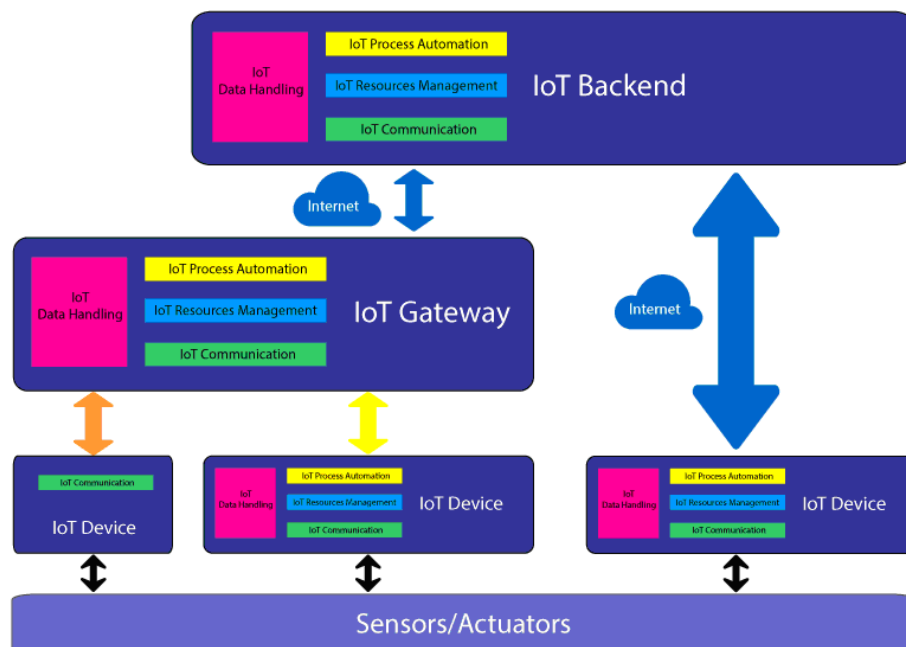 IoT
Data Handling
IoT Process Automation
IoT Resources Management
IoT Communication
IoT Backend
Internet
IoT
Data Handling
IoT Process Automation
IoT Resources Management
IoT Communication
IoT Gateway
Internet
IoT Communication
IoT Device
IoT
Data Handling
IoT Process Automation
IoT Resources Management
IoT Communication
IoT Device
IoT
Data Handling
IoT Process Automation
IoT Resources Management
IoT Communication
IoT Device
Sensors/Actuators